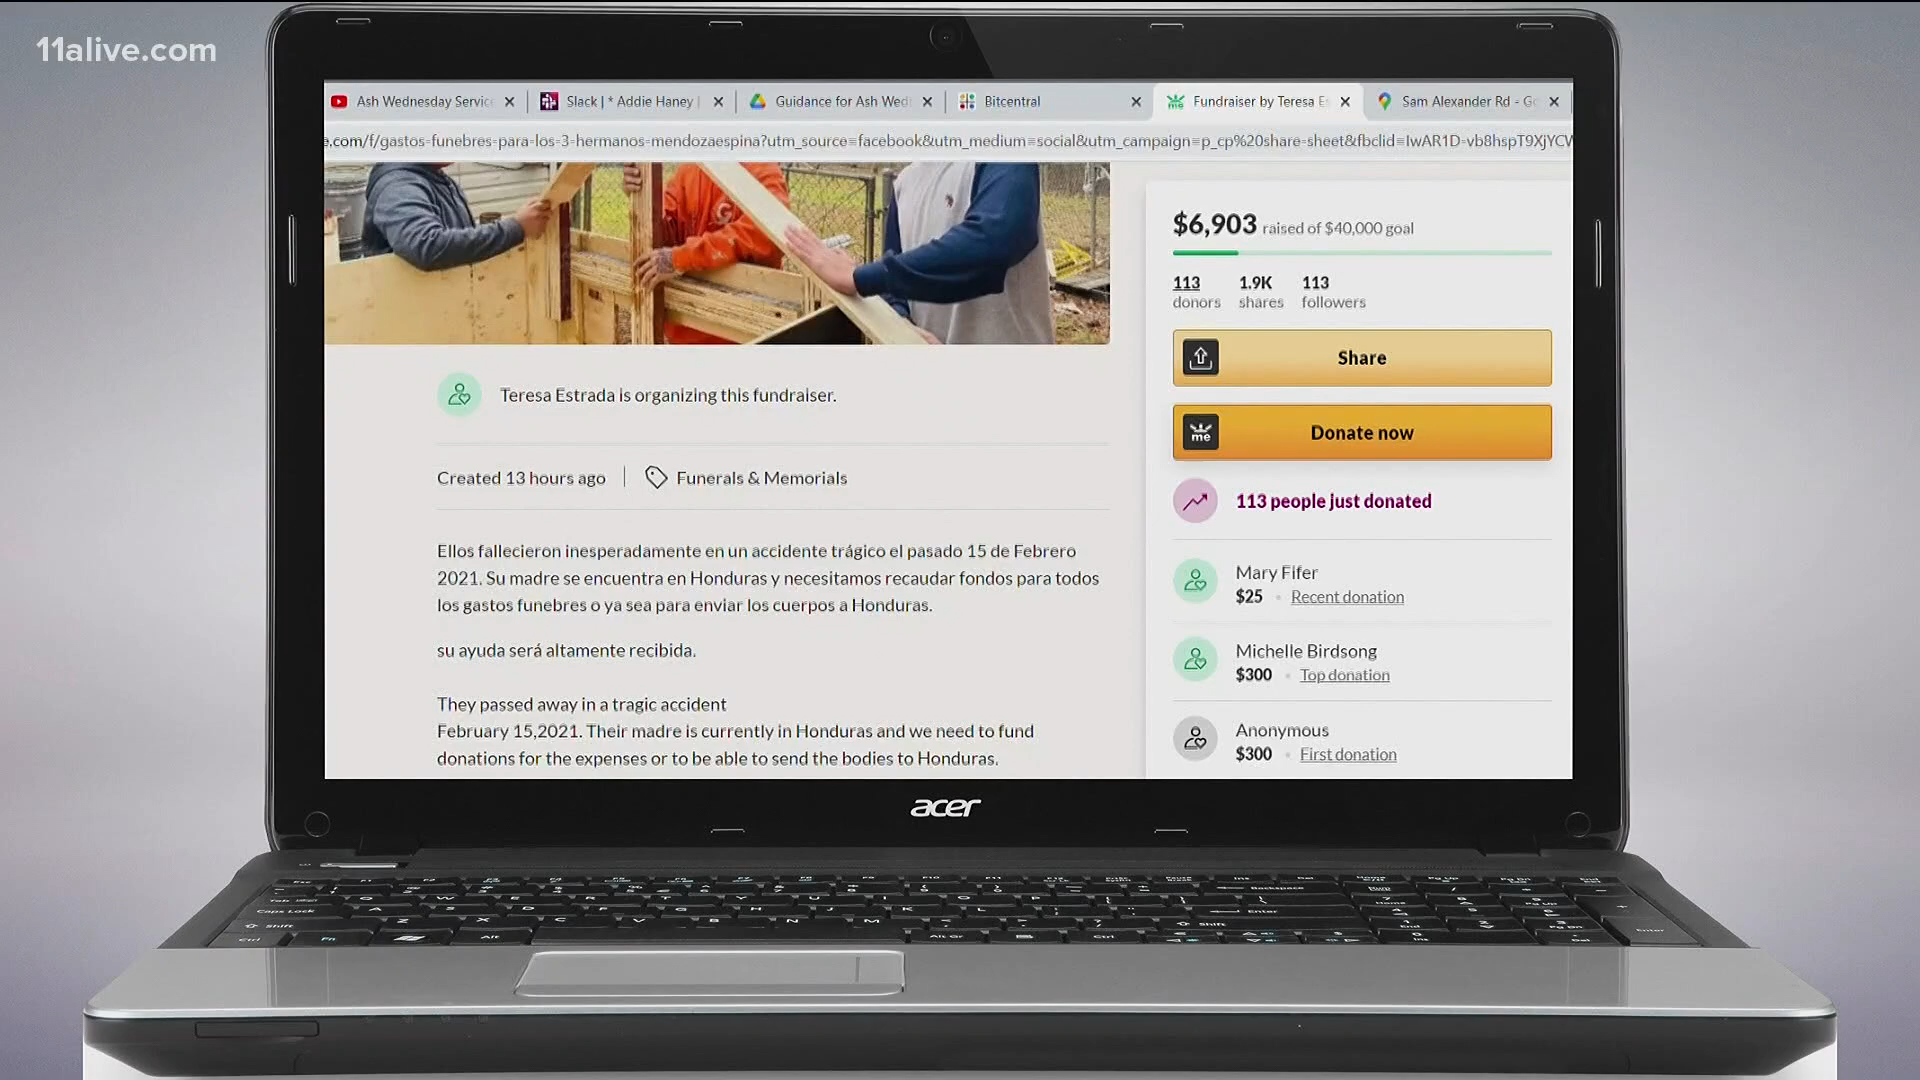 11alive.com
Ash Wednesday Servic
Slack | * Addie Haney |
Guidance for Ash Wed
Bitcentral
Fundraiser by Teresa Es
Sam Alexander Rd - Go
e.com/f/gastos-funebres-para-los-3-hermanos-mendozaespina?utm_source=facebook&utm_medium=social&utm_campaign=p_cp%20share-sheet&fbclid=IwAR1D-vb8hspT9XjYCW
$6,903 raised of $40,000 goal
113 1.9K 113
donors shares followers
Share
me Donate now
113 people just donated
Mary Fifer
$25 • Recent donation
Michelle Birdsong
$300 • Top donation
Anonymous
$300 • First donation
Teresa Estrada is organizing this fundraiser.
Created 13 hours ago | Funerals & Memorials
Ellos fallecieron inesperadamente en un accidente trágico el pasado 15 de Febrero
2021. Su madre se encuentra en Honduras y necesitamos recaudar fondos para todos
los gastos funebres o ya sea para enviar los cuerpos a Honduras.
su ayuda será altamente recibida.
They passed away in a tragic accident
February 15,2021. Their madre is currently in Honduras and we need to fund
donations for the expenses or to be able to send the bodies to Honduras.
acer